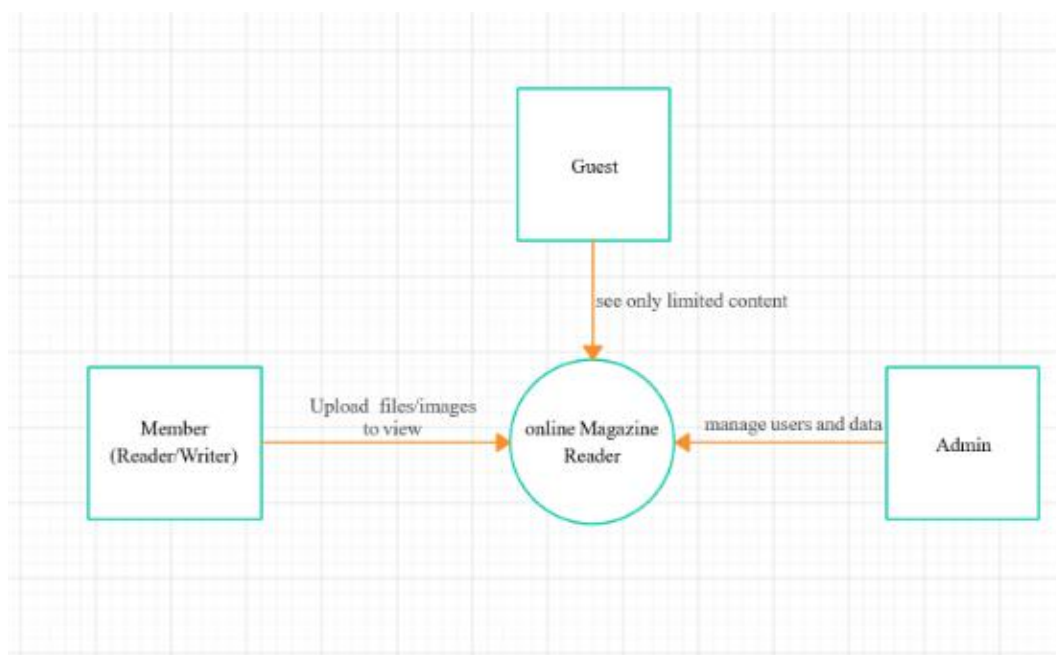 Guest
see only limited content
Upload files/images
to view
Member
(Reader/Writer)
online Magazine
Reader
manage users and data
Admin